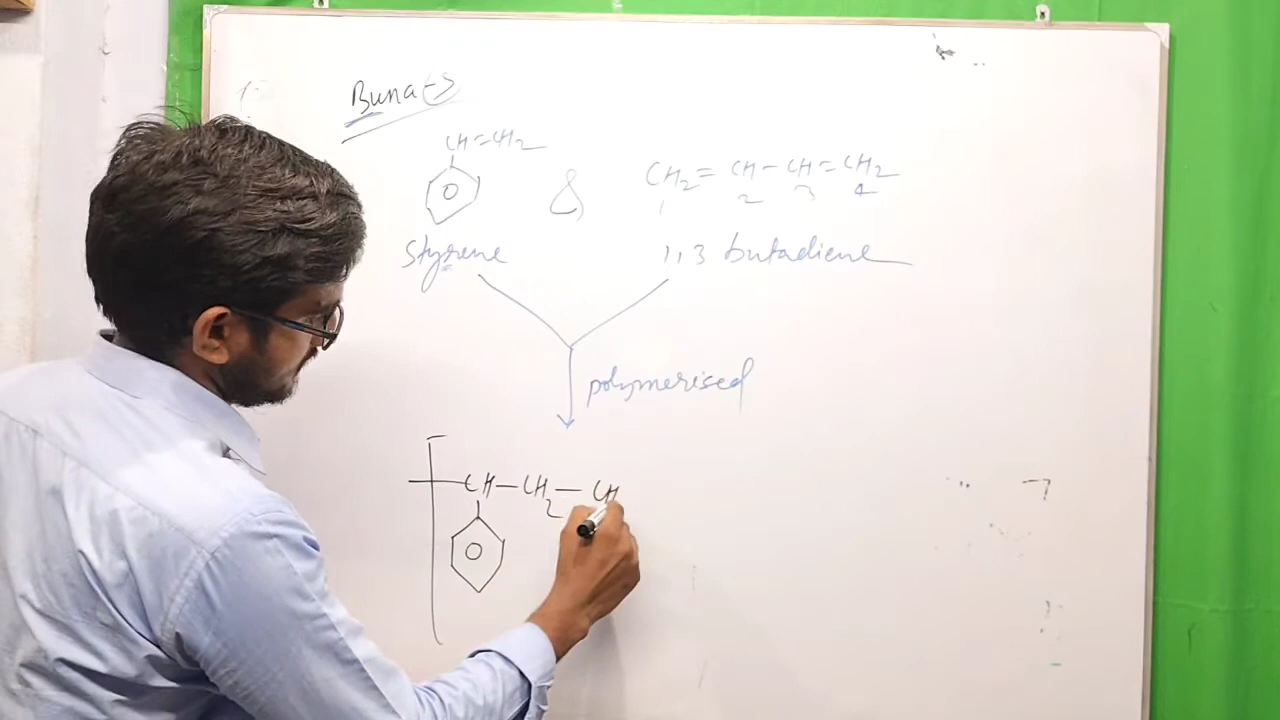 Buna-S
CH=CH2
& CH2=CH-CH=CH2
1 2 3 4
styrene 1,3 butadiene
polymerised
CH-CH2-CH